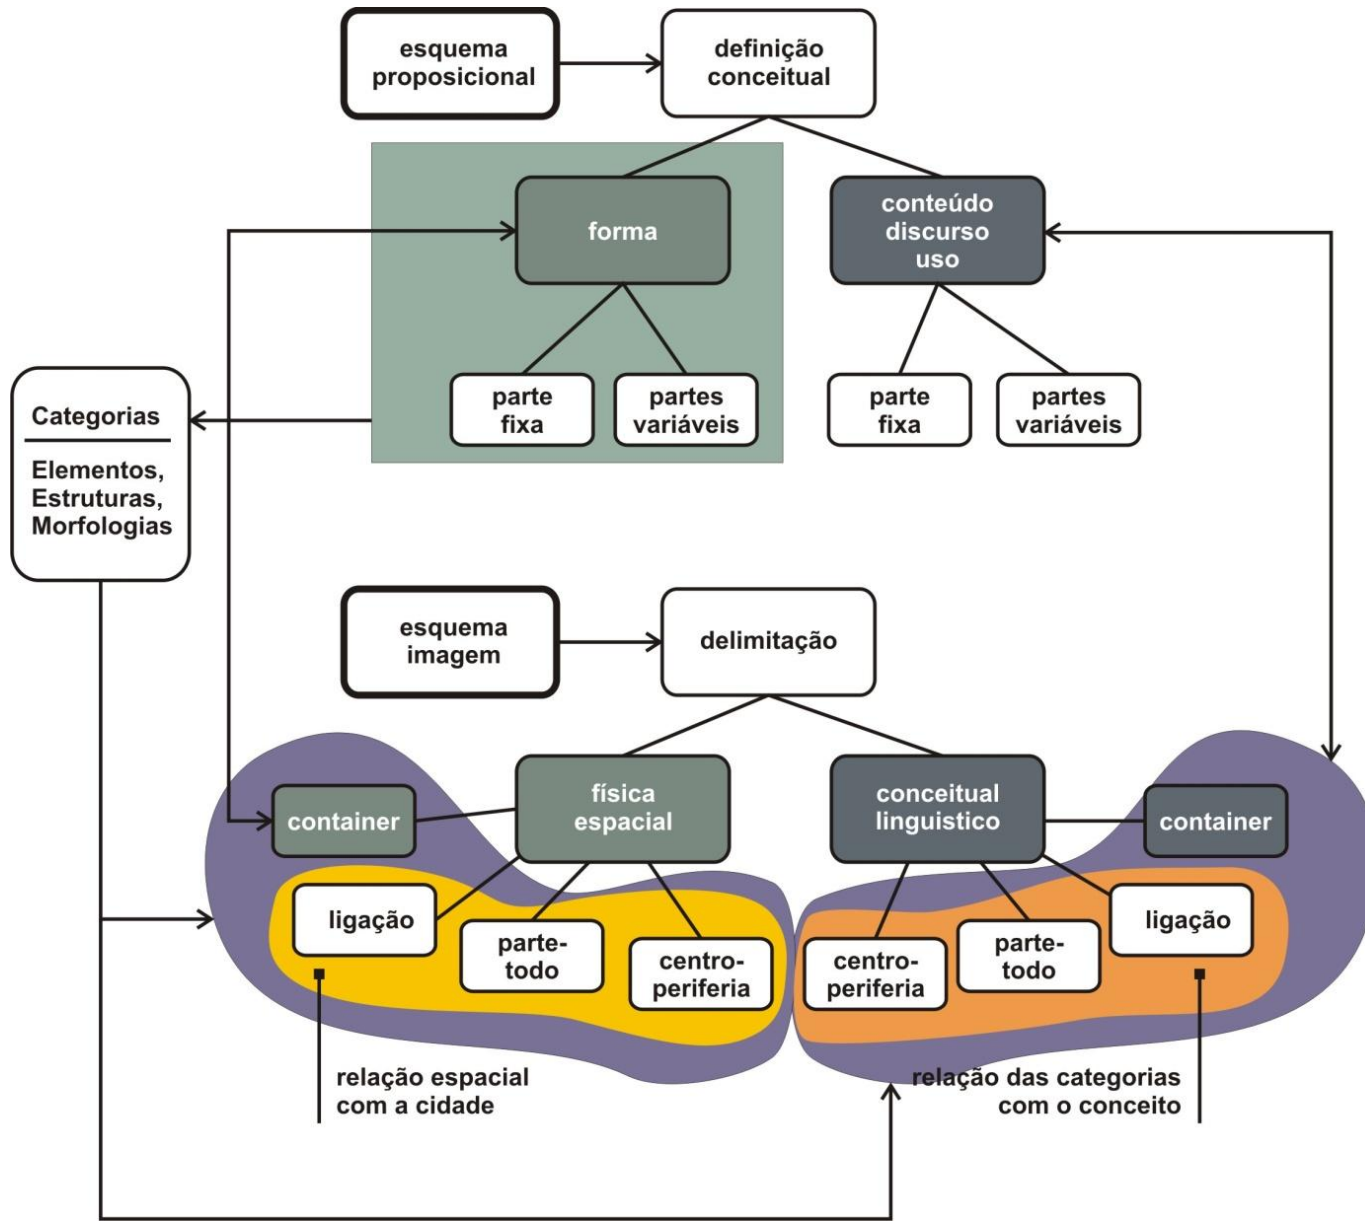 esquema
proposicional
definição
conceitual
forma
conteúdo
discurso
uso
parte
fixa
partes
variáveis
parte
fixa
partes
variáveis
Categorias
Elementos,
Estruturas,
Morfologias
esquema
imagem
delimitação
container
física
espacial
conceitual
linguistico
container
ligação
parte-
todo
centro-
periferia
centro-
periferia
parte-
todo
ligação
relação espacial
com a cidade
relação das categorias
com o conceito